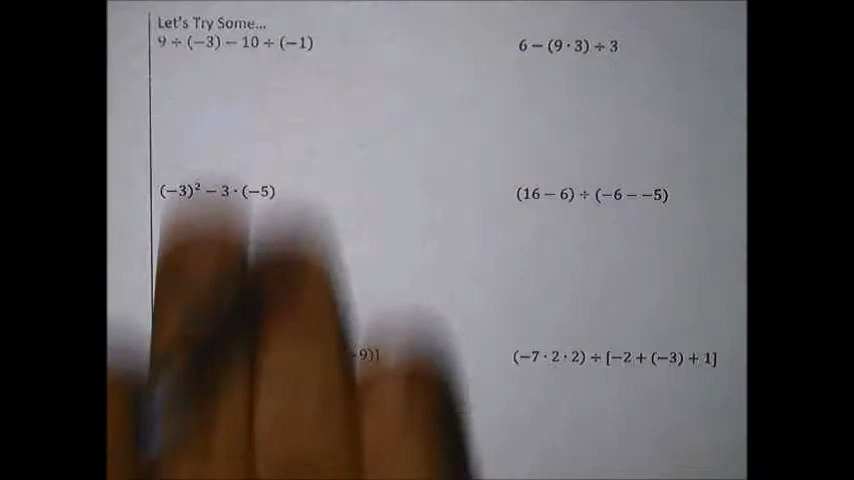 Let's Try Some...
9 ÷ (−3) − 10 ÷ (−1)
6 − (9 · 3) ÷ 3
(−3)² − 3 · (−5)
(16 − 6) ÷ (−6 − −5)
9)]
(−7 · 2 · 2) ÷ [−2 + (−3) + 1]